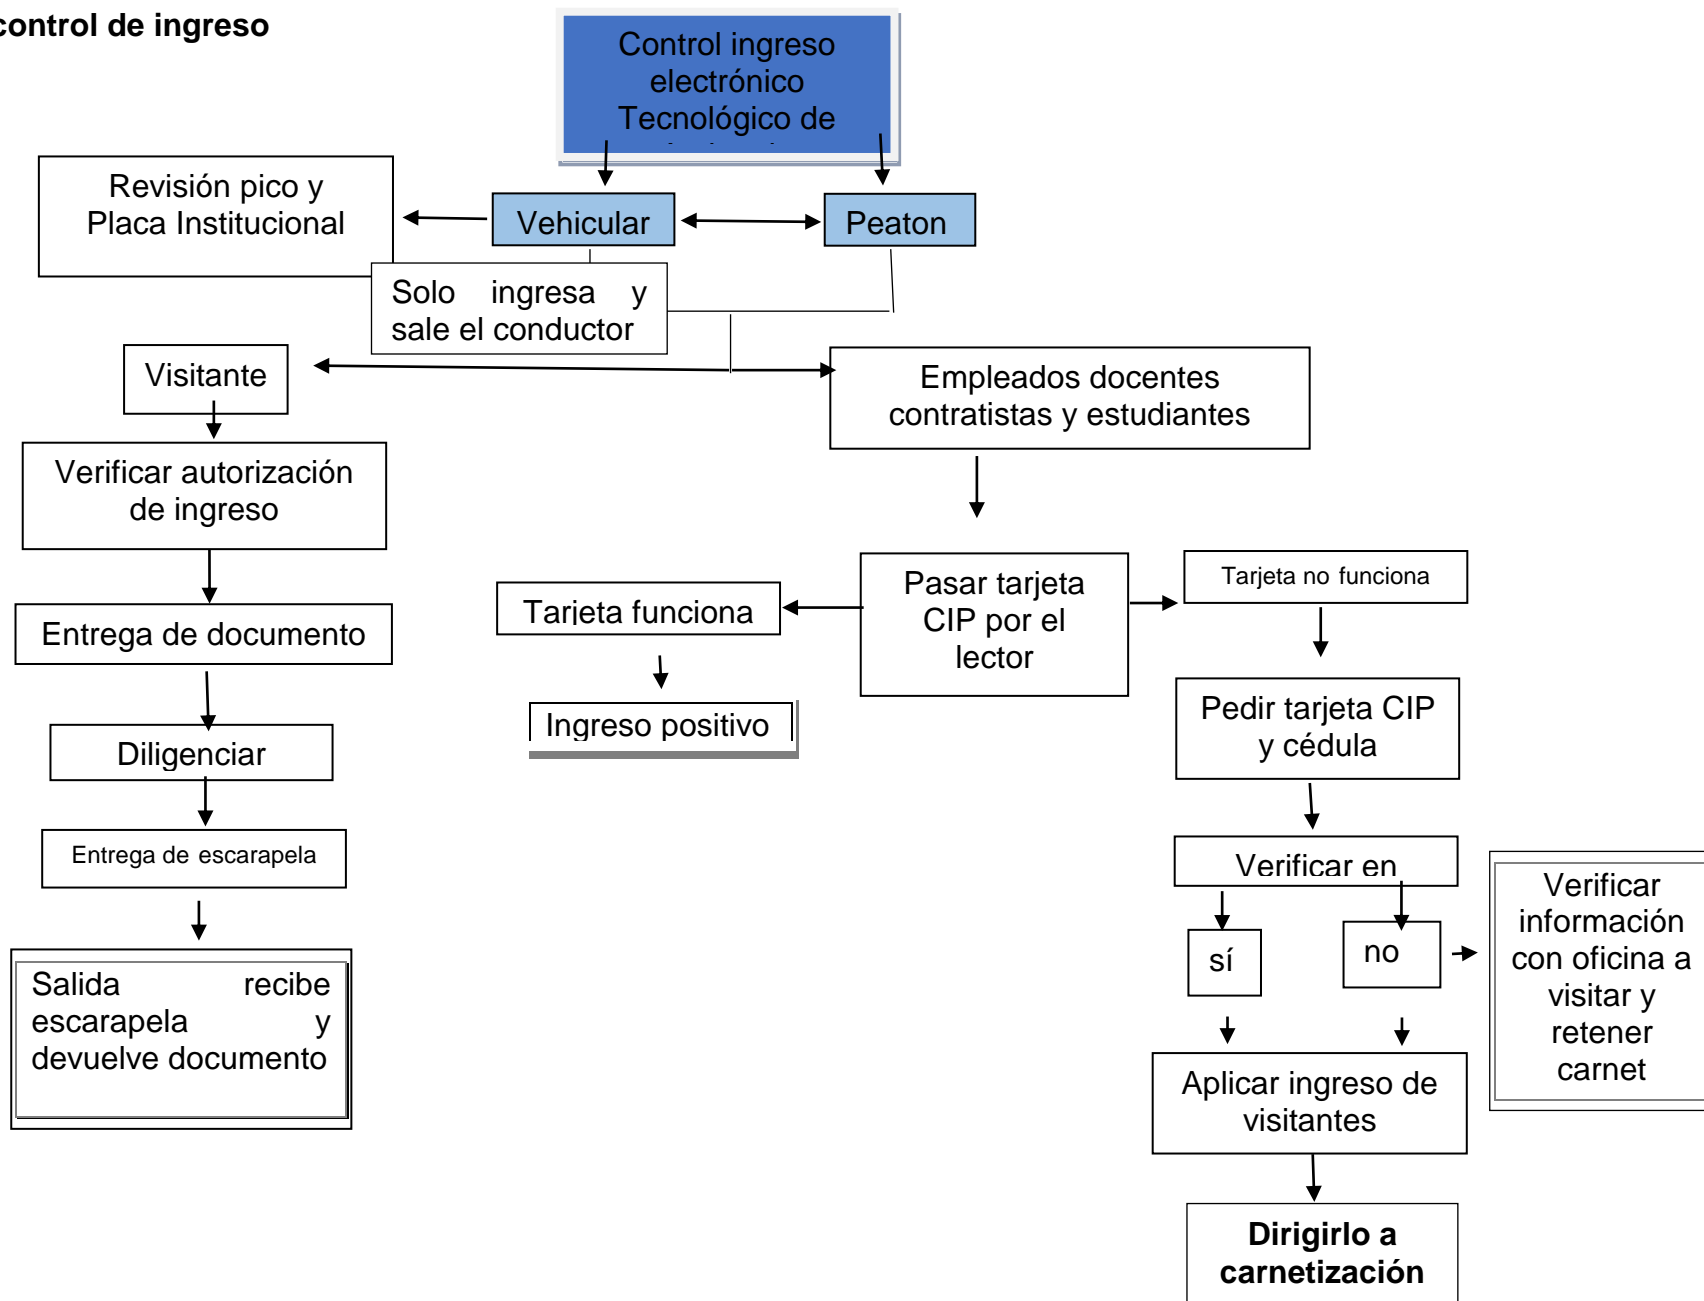 control de ingreso
Control ingreso
electrónico
Tecnológico de
Revisión pico y
Placa Institucional
Vehicular
Peaton
Solo ingresa y
sale el conductor
Visitante
Empleados docentes
contratistas y estudiantes
Verificar autorización
de ingreso
Entrega de documento
Diligenciar
Entrega de escarapela
Salida recibe
escarapela y
devuelve documento
Pasar tarjeta
CIP por el
lector
Tarjeta funciona
Ingreso positivo
Tarjeta no funciona
Pedir tarjeta CIP
y cédula
Verificar en
sí
no
Verificar
información
con oficina a
visitar y
retener
carnet
Aplicar ingreso de
visitantes
Dirigirlo a
carnetización